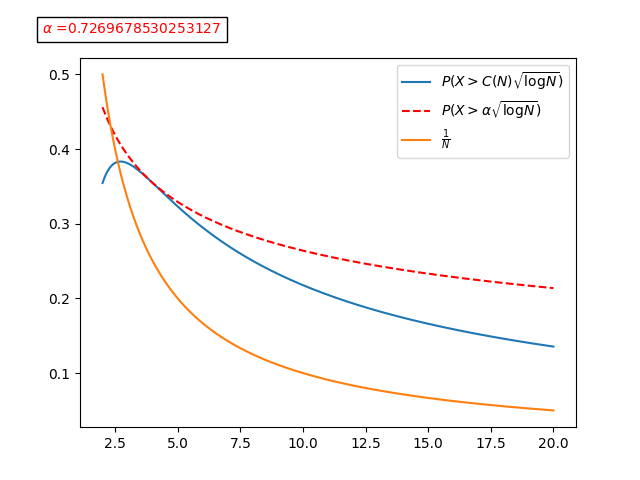 α =0.7269678530253127
0.5
0.4
0.3
0.2
0.1
P(X > C(N)√logN)
P(X > α√logN)
1/N
2.5 5.0 7.5 10.0 12.5 15.0 17.5 20.0